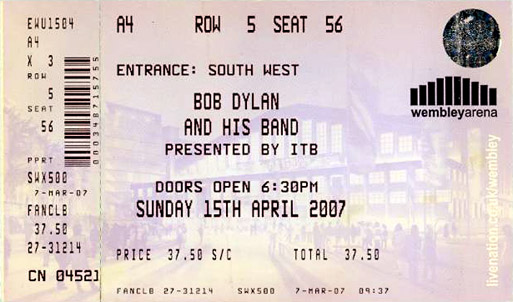 EWU1504
A4
X 3
ROW
5
SEAT
56
PPRT
SWX500
7-MAR-07
FANCLB
37.50
27-31214
CN 04521
000348715755
A4 ROW 5 SEAT 56
ENTRANCE: SOUTH WEST
BOB DYLAN
AND HIS BAND
PRESENTED BY ITB
DOORS OPEN 6:30PM
SUNDAY 15TH APRIL 2007
PRICE 37.50 S/C TOTAL 37.50
FANCLB 27-31214 SWX500 7-MAR-07 09:37
wembleyarena
livenation.co.uk/wembley